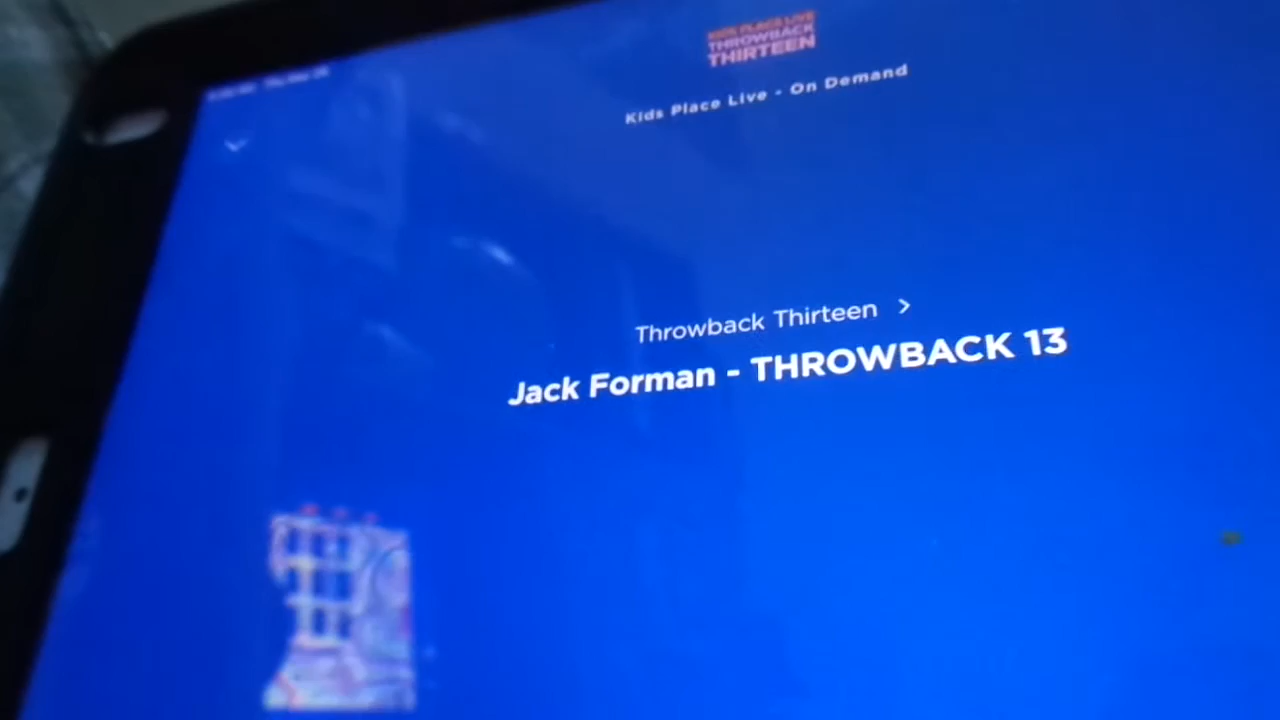 KIDS PLACE LIVE
THROWBACK
THIRTEEN
Kids Place Live - On Demand
Throwback Thirteen
Jack Forman - THROWBACK 13